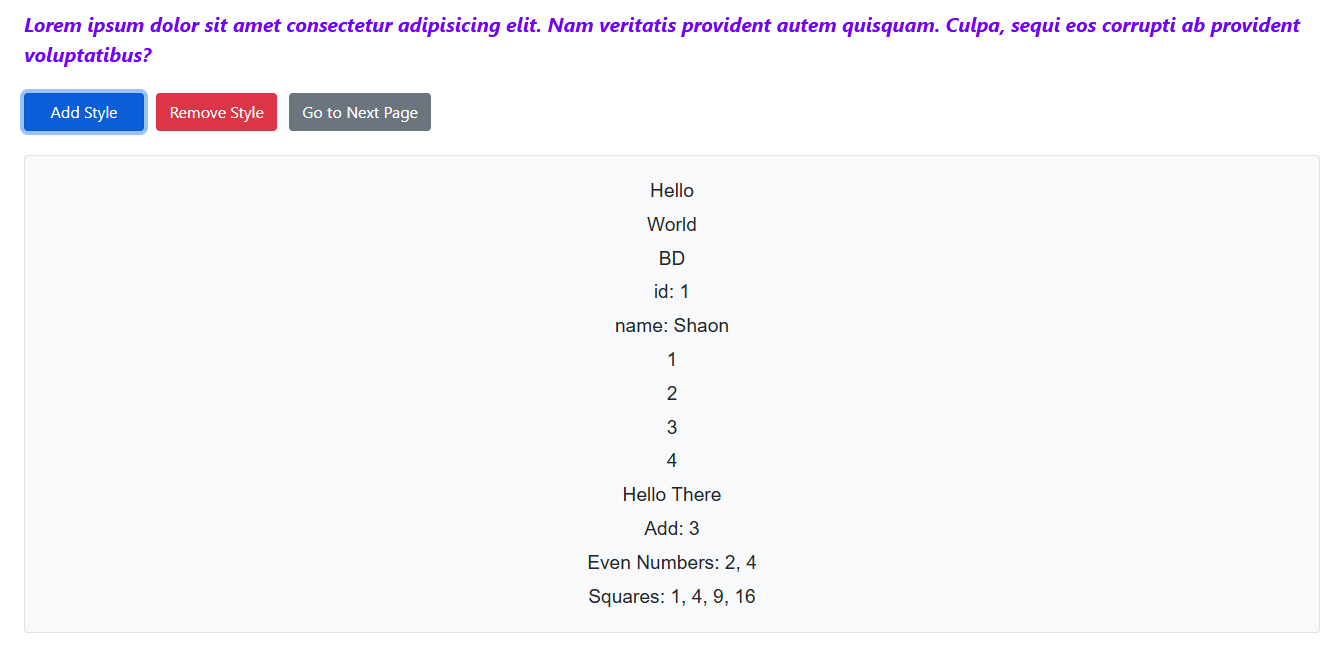 Lorem ipsum dolor sit amet consectetur adipisicing elit. Nam veritatis provident autem quisquam. Culpa, sequi eos corrupti ab provident
voluptatibus?
Add Style Remove Style Go to Next Page
Hello
World
BD
id: 1
name: Shaon
1
2
3
4
Hello There
Add: 3
Even Numbers: 2, 4
Squares: 1, 4, 9, 16